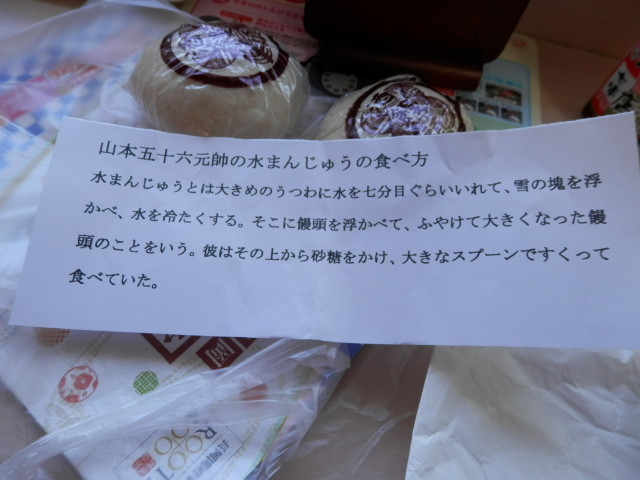 山本五十六元帥の水まんじゅうの食べ方
水まんじゅうとは大きめのうつわに水を七分目ぐらいいれて、雪の塊を浮
かべ、水を冷たくする。そこに饅頭を浮かべて、ふやけて大きくなった饅
頭のことをいう。彼はその上から砂糖をかけ、大きなスプーンですくって
食べていた。